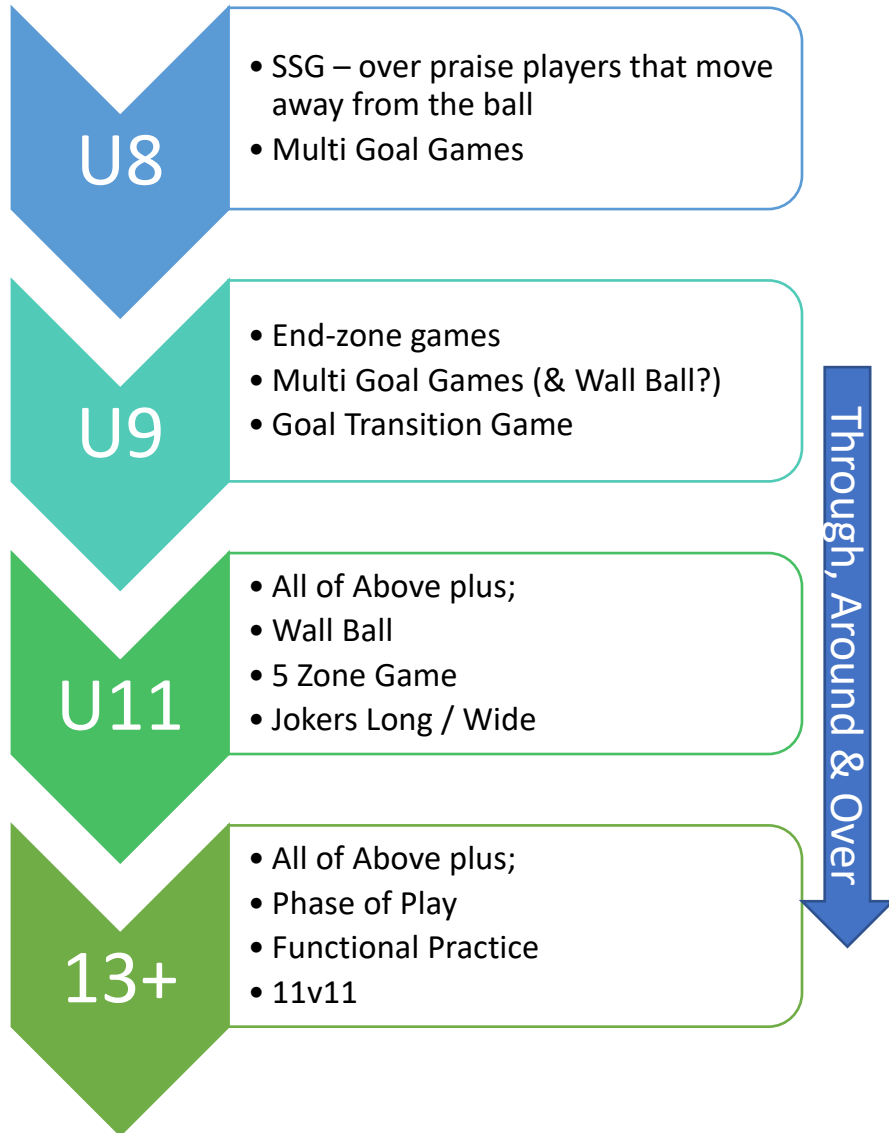 U8
• SSG – over praise players that move
away from the ball
• Multi Goal Games
U9
• End-zone games
• Multi Goal Games (& Wall Ball?)
• Goal Transition Game
U11
• All of Above plus;
• Wall Ball
• 5 Zone Game
• Jokers Long / Wide
13+
• All of Above plus;
• Phase of Play
• Functional Practice
• 11v11
Through, Around & Over